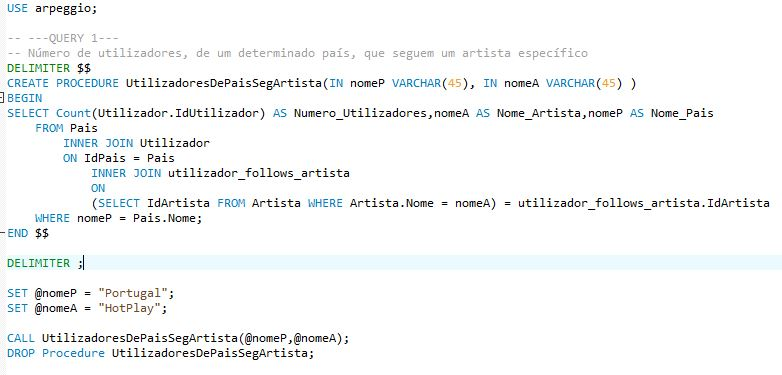 USE arpeggio;
-- ---QUERY 1---
-- Número de utilizadores, de um determinado país, que seguem um artista específico
DELIMITER $$
CREATE PROCEDURE UtilizadoresDePaisSegArtista(IN nomeP VARCHAR(45), IN nomeA VARCHAR(45) )
BEGIN
SELECT Count(Utilizador.IdUtilizador) AS Numero_Utilizadores,nomeA AS Nome_Artista,nomeP AS Nome_Pais
FROM Pais
INNER JOIN Utilizador
ON IdPais = Pais
INNER JOIN utilizador_follows_artista
ON
(SELECT IdArtista FROM Artista WHERE Artista.Nome = nomeA) = utilizador_follows_artista.IdArtista
WHERE nomeP = Pais.Nome;
END $$
DELIMITER ;
SET @nomeP = "Portugal";
SET @nomeA = "HotPlay";
CALL UtilizadoresDePaisSegArtista(@nomeP,@nomeA);
DROP Procedure UtilizadoresDePaisSegArtista;